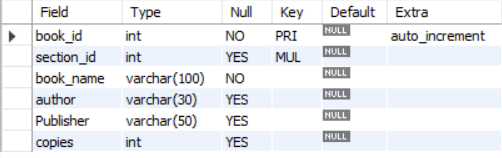 Field Type Null Key Default Extra
book_id int NO PRI NULL auto_increment
section_id int YES MUL NULL
book_name varchar(100) NO NULL
author varchar(30) YES NULL
Publisher varchar(50) YES NULL
copies int YES NULL